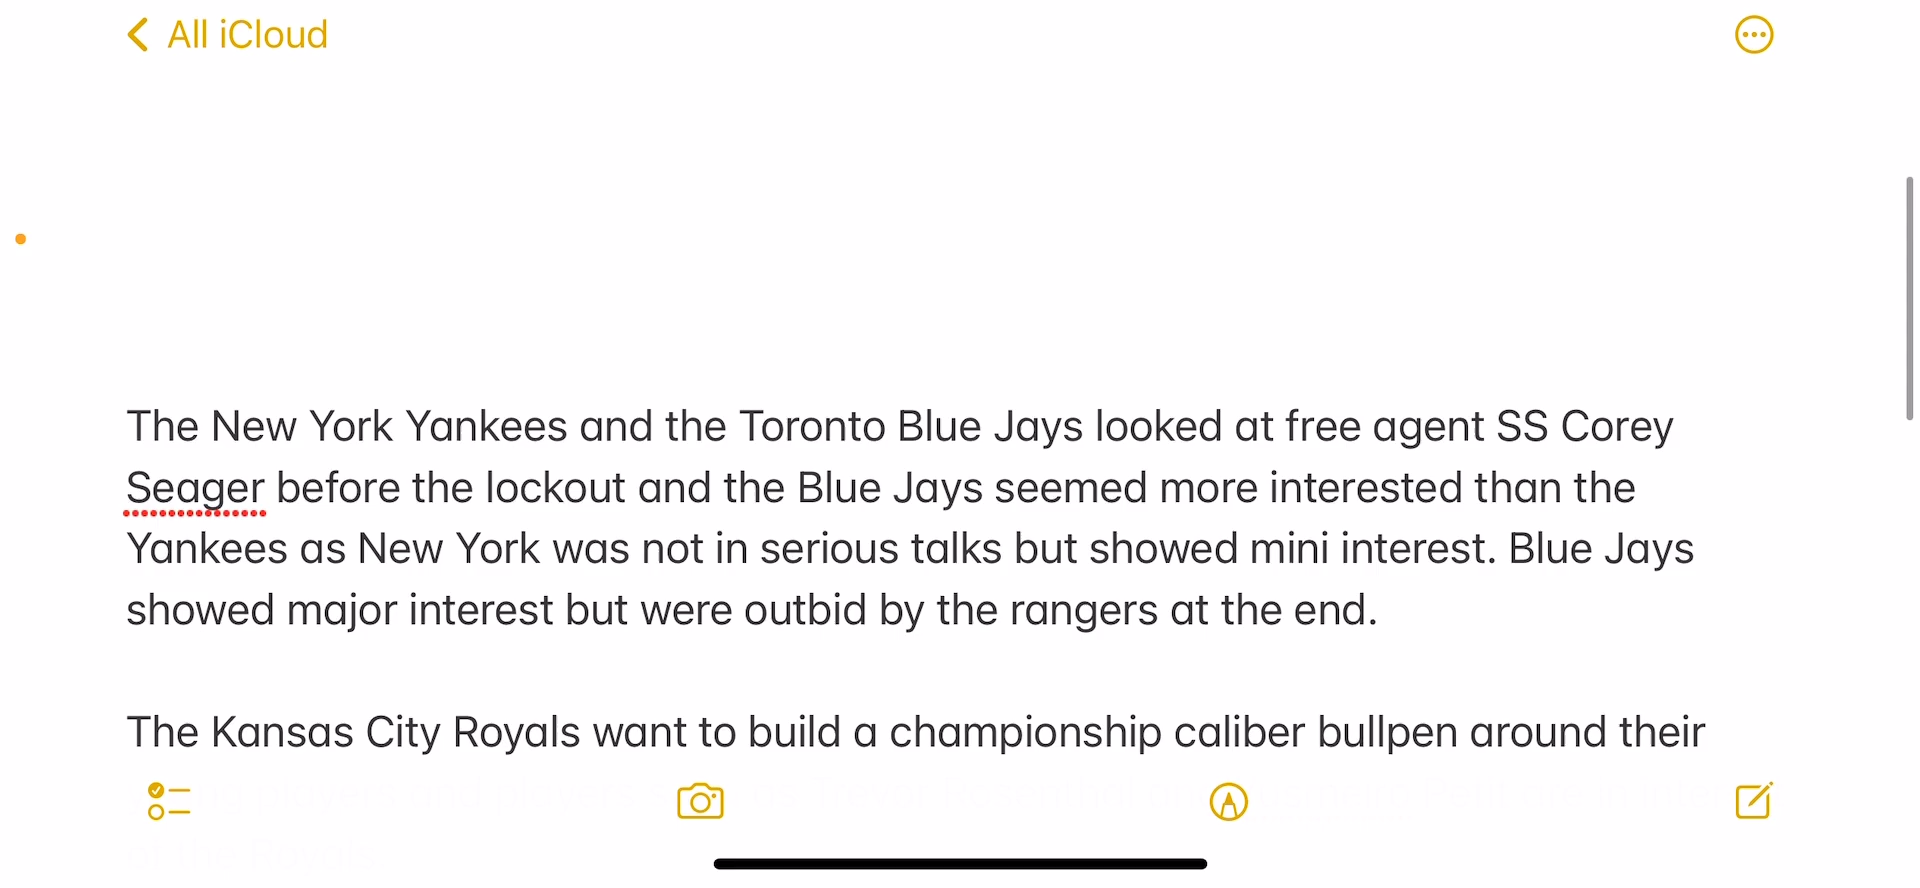 All iCloud
The New York Yankees and the Toronto Blue Jays looked at free agent SS Corey
Seager before the lockout and the Blue Jays seemed more interested than the
Yankees as New York was not in serious talks but showed mini interest. Blue Jays
showed major interest but were outbid by the rangers at the end.
The Kansas City Royals want to build a championship caliber bullpen around their